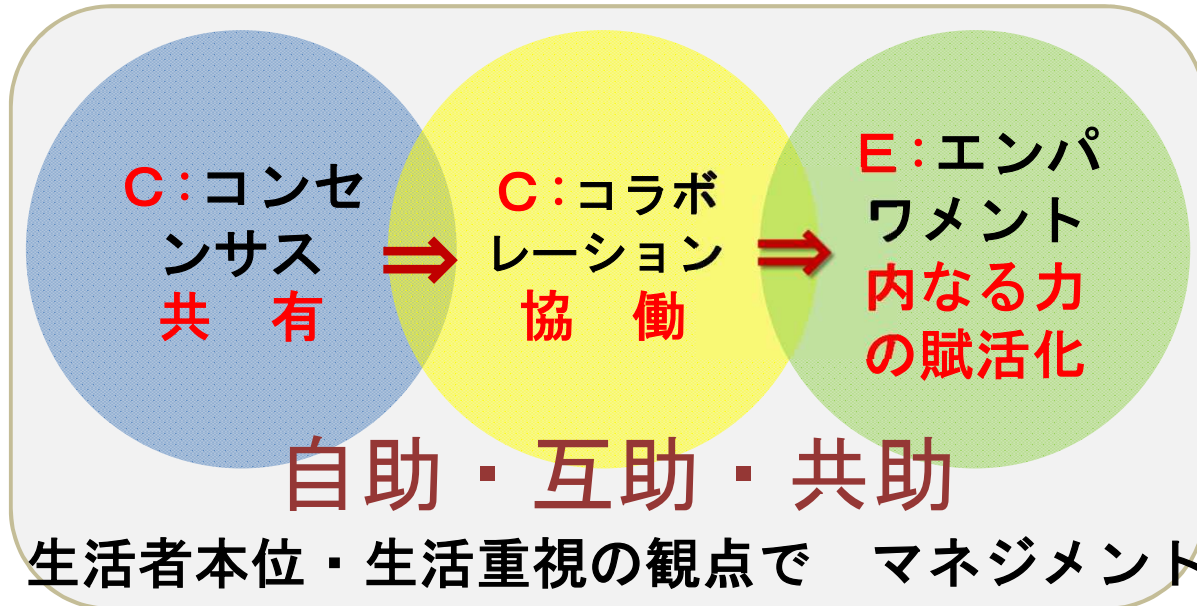 C：コンセ
ンサス
共　有
⇒
C：コラボ
レーション
協　働
⇒
E：エンパ
ワメント
内なる力
の賦活化
自助・互助・共助
生活者本位・生活重視の観点で　マネジメント